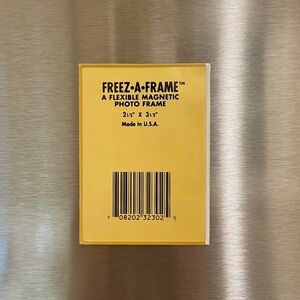 FREEZ•A•FRAME™
A FLEXIBLE MAGNETIC
PHOTO FRAME
2½" X 3½"
Made In U.S.A.
7 08202 32302 5